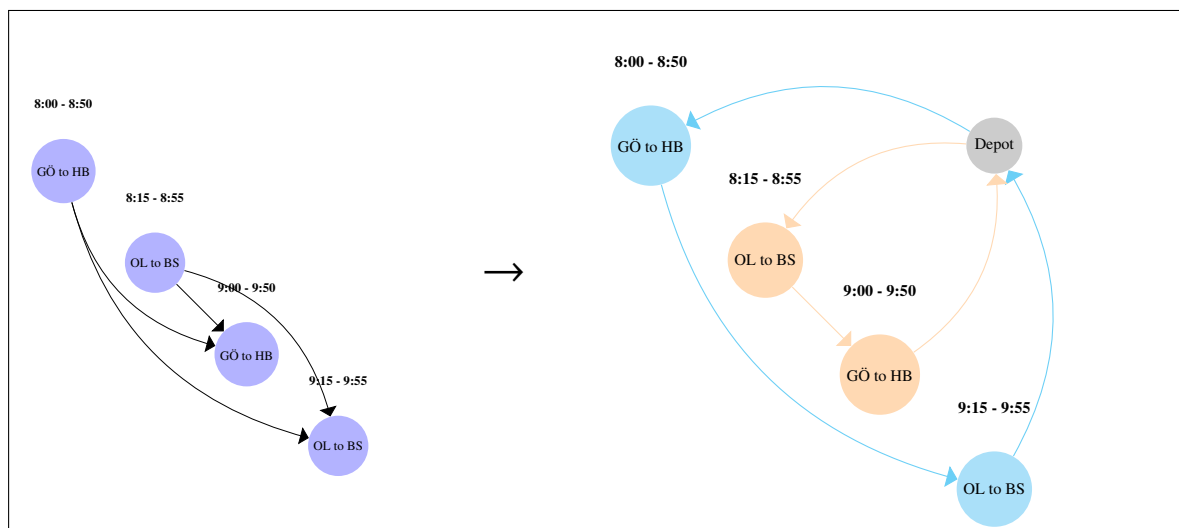 8:00 - 8:50
GÖ to HB
8:15 - 8:55
OL to BS
9:00 - 9:50
GÖ to HB
9:15 - 9:55
OL to BS
→
8:00 - 8:50
GÖ to HB
Depot
8:15 - 8:55
OL to BS
9:00 - 9:50
GÖ to HB
9:15 - 9:55
OL to BS